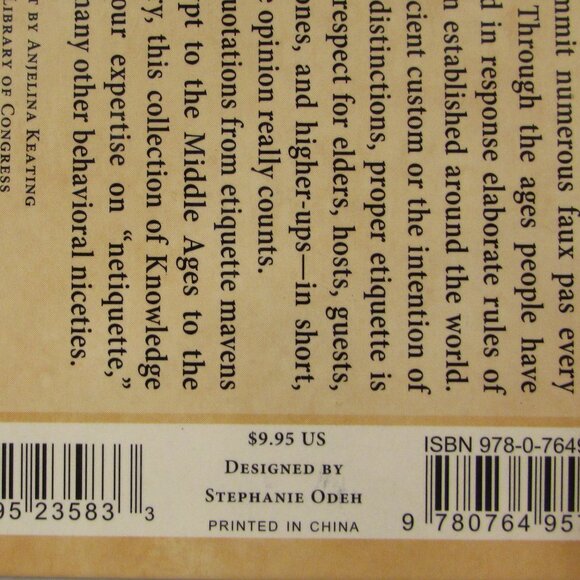 mmit numerous faux pas every
Through the ages people have
d in response elaborate rules of
n established around the world.
cient custom or the intention of
distinctions, proper etiquette is
respect for elders, hosts, guests,
ones, and higher-ups—in short,
e opinion really counts.
uotations from etiquette mavens
pt to the Middle Ages to the
ry, this collection of Knowledge
our expertise on “netiquette,”
many other behavioral niceties.
T BY ANJELINA KEATING
LIBRARY OF CONGRESS
$9.95 US
DESIGNED BY
STEPHANIE ODEH
PRINTED IN CHINA
ISBN 978-0-7649
9 780764 957
95 23583 3